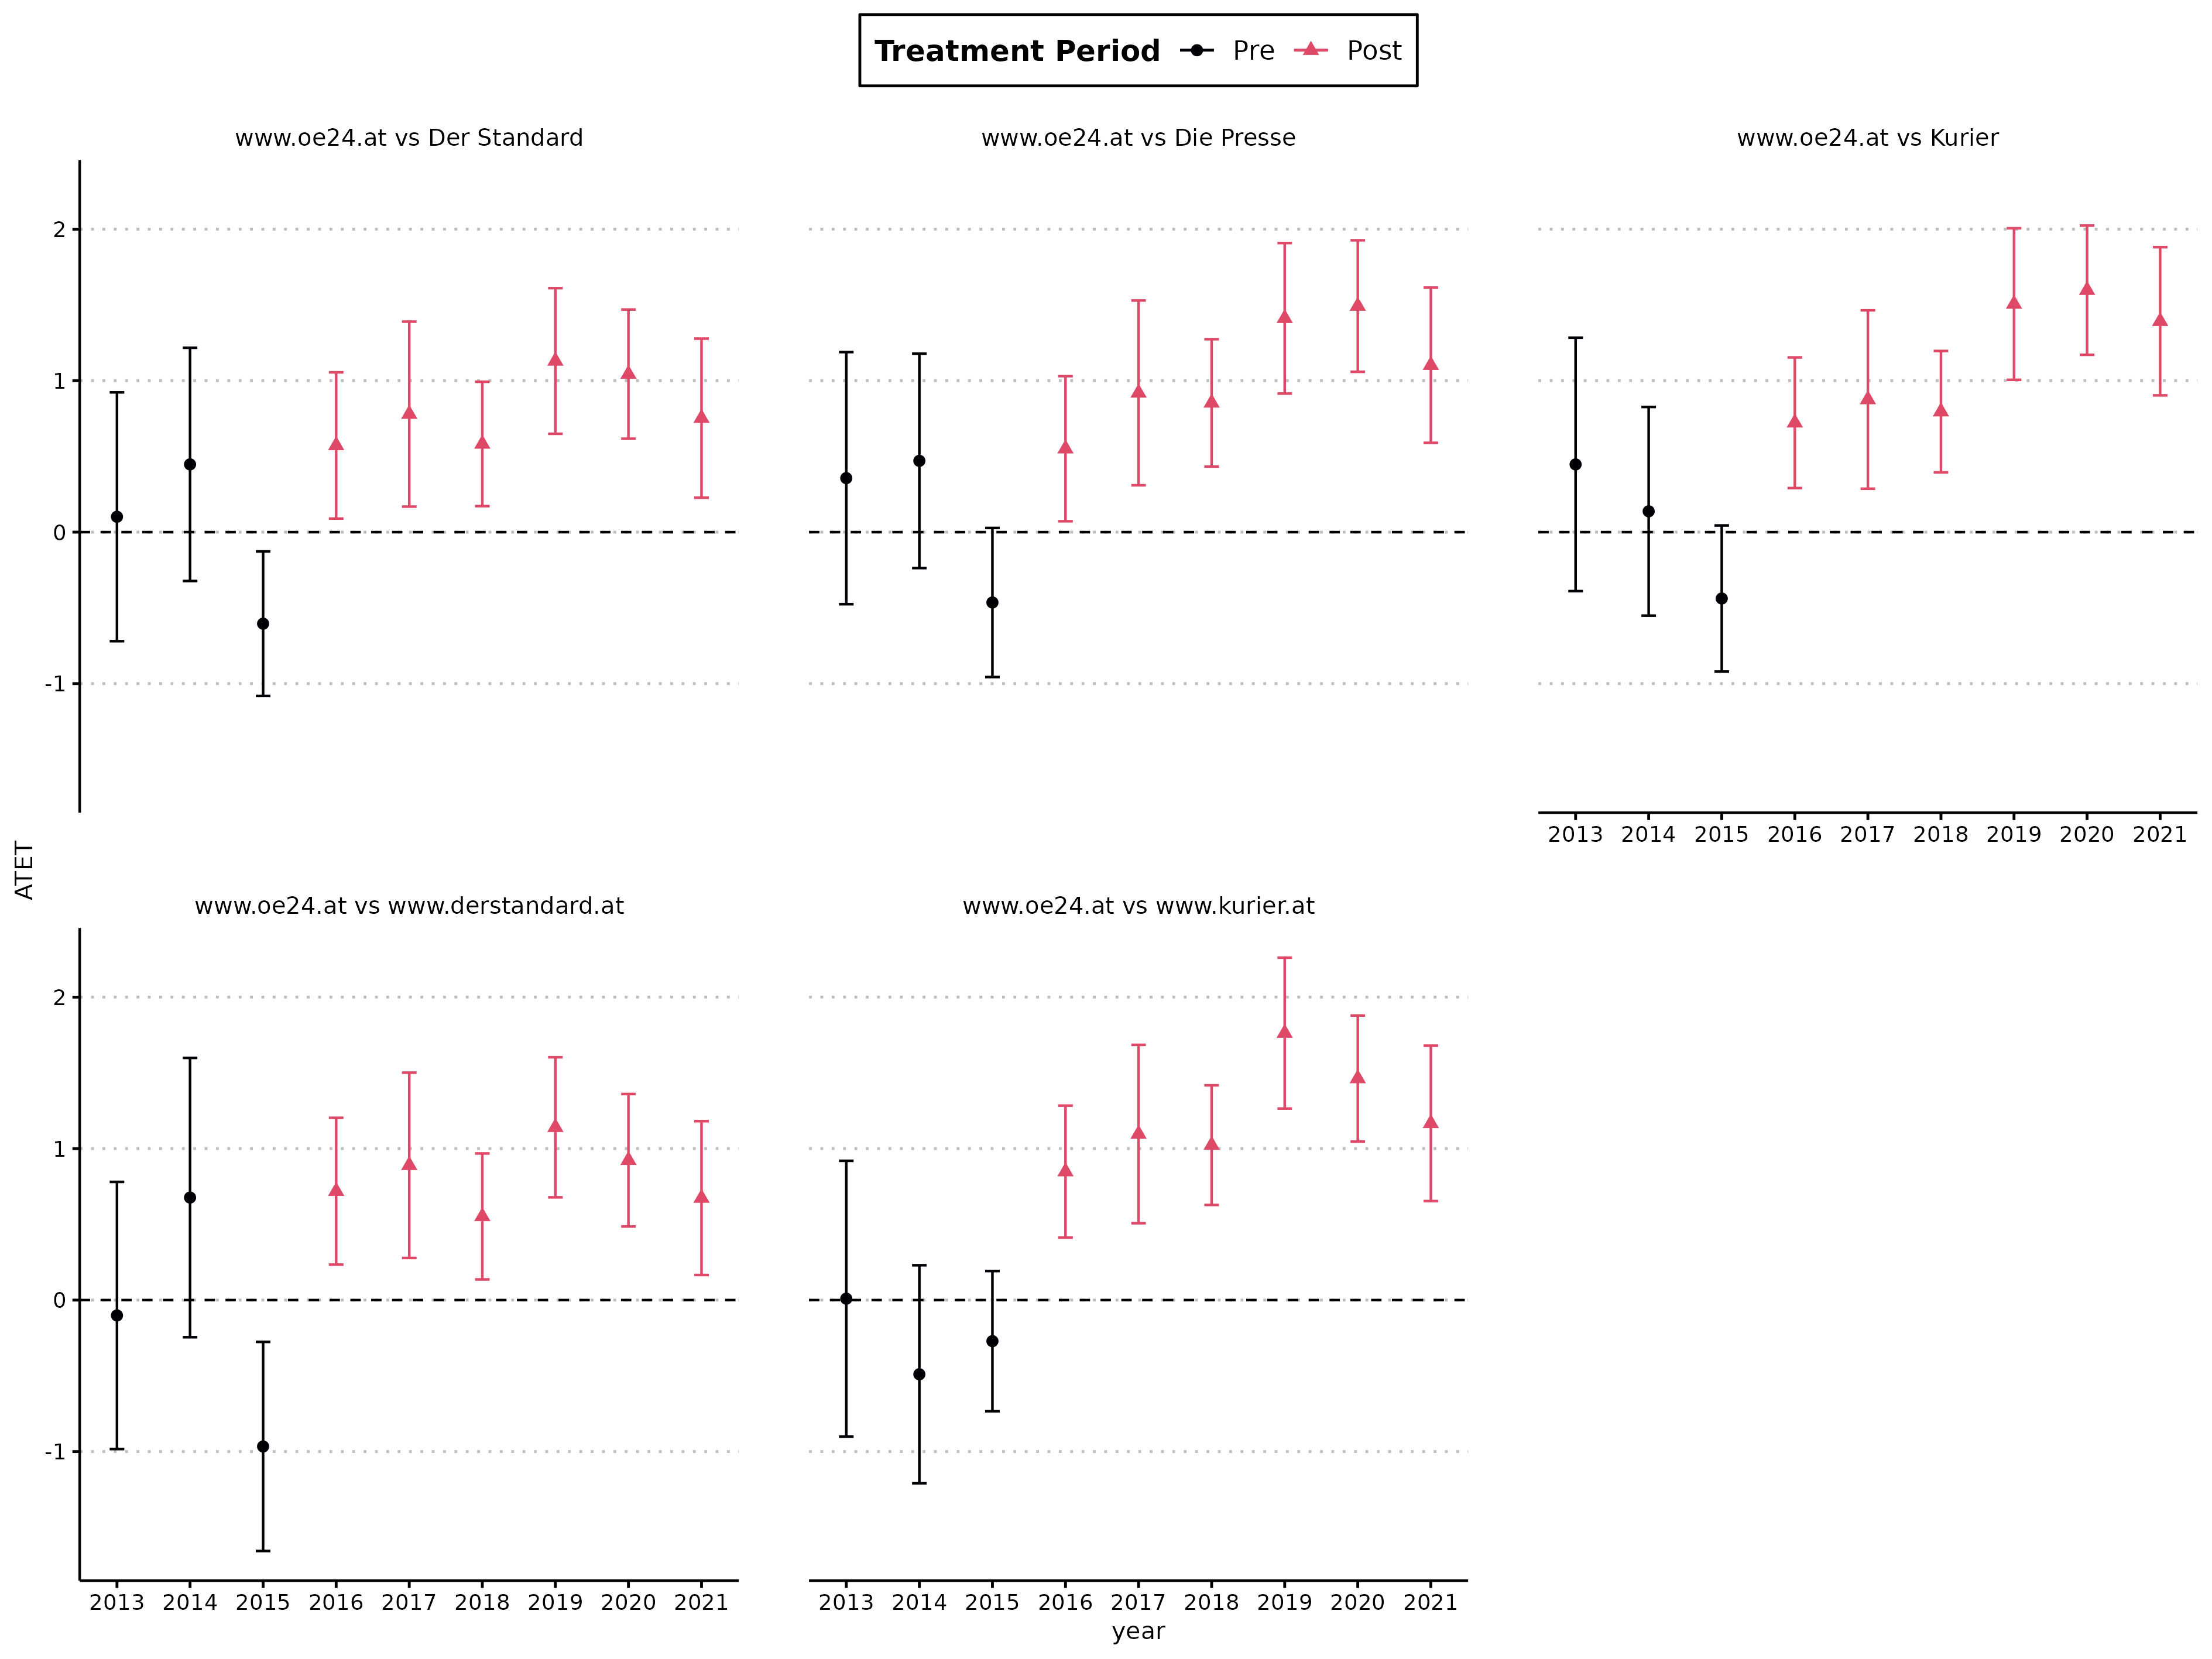 Treatment Period Pre Post
www.oe24.at vs Der Standard
www.oe24.at vs Die Presse
www.oe24.at vs Kurier
2
1
0
-1
2013 2014 2015 2016 2017 2018 2019 2020 2021
ATET
www.oe24.at vs www.derstandard.at
www.oe24.at vs www.kurier.at
2
1
0
-1
2013 2014 2015 2016 2017 2018 2019 2020 2021
2013 2014 2015 2016 2017 2018 2019 2020 2021
year